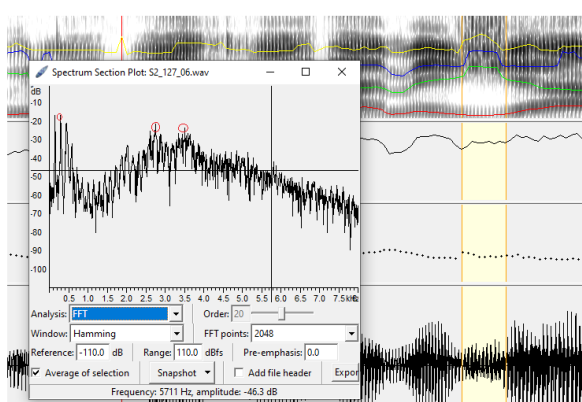 Spectrum Section Plot: S2_127_06.wav
dB
-10
-20
-30
-40
-50
-60
-70
-80
-90
-100
0.5 1.0 1.5 2.0 2.5 3.0 3.5 4.0 4.5 5.0 5.5 6.0 6.5 7.0 7.5 kHz
Analysis: FFT Order: 20
Window: Hamming FFT points: 2048
Reference: -110.0 dB Range: 110.0 dBfs Pre-emphasis: 0.0
Average of selection Snapshot Add file header Expor
Frequency: 5711 Hz, amplitude: -46.3 dB